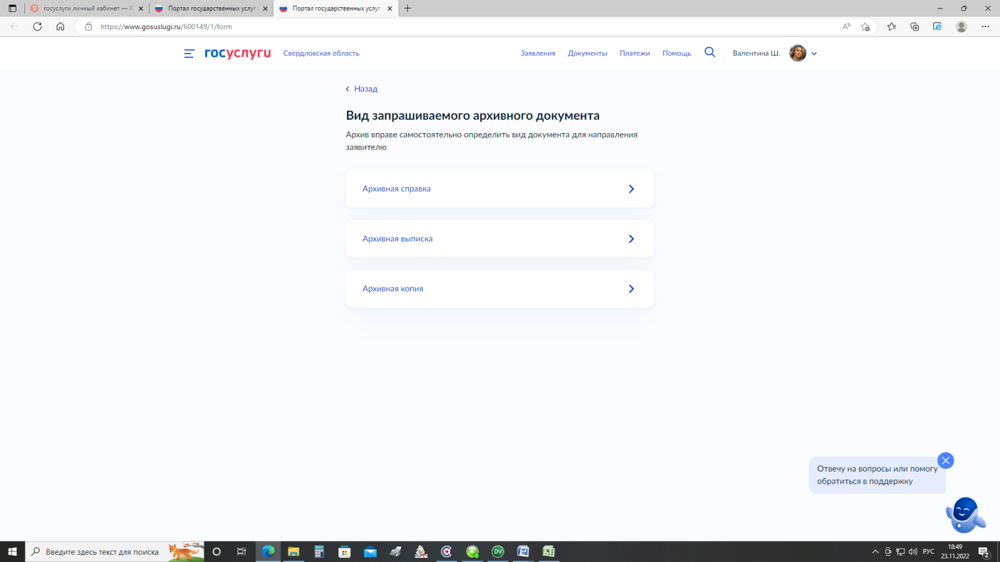 госуслуги личный кабинет — Я
Портал государственных услуг
Портал государственных услуг
https://www.gosuslugi.ru/600149/1/form
госуслуги
Свердловская область
Заявления
Документы
Платежи
Помощь
Валентина Ш.
Назад
Вид запрашиваемого архивного документа
Архив вправе самостоятельно определить вид документа для направления
заявителю
Архивная справка
Архивная выписка
Архивная копия
Отвечу на вопросы или помогу
обратиться в поддержку
Введите здесь текст для поиска
DV
РУС
18:49
23.11.2022
2